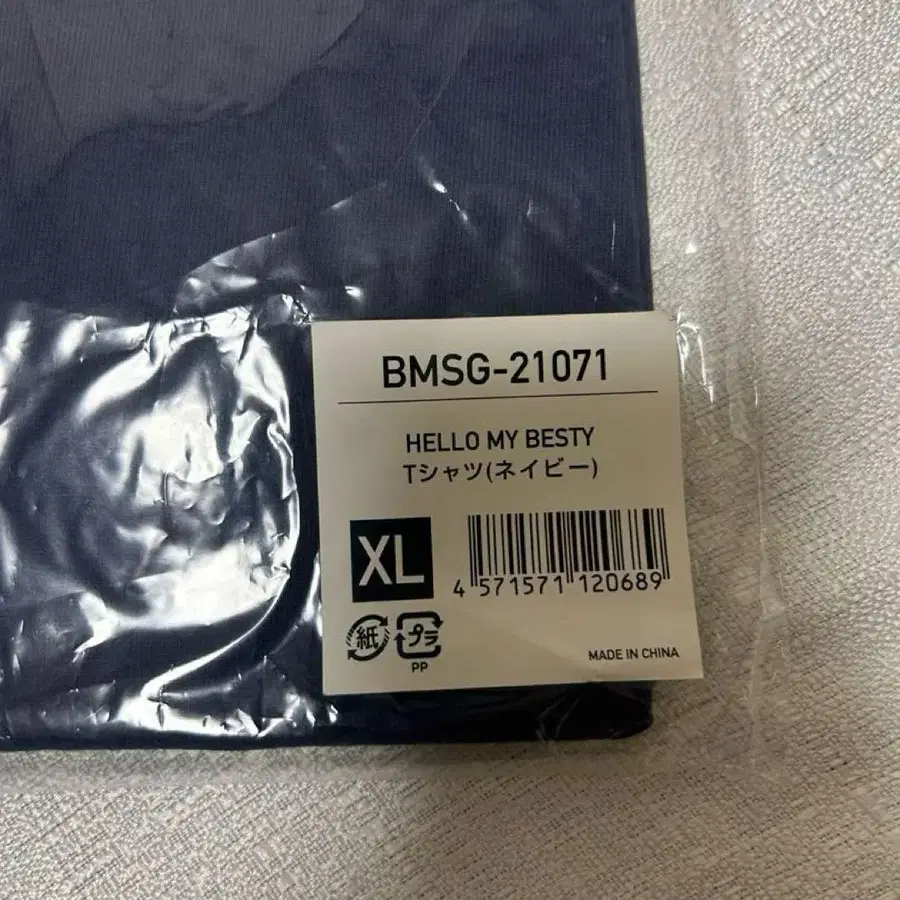 BMSG-21071
HELLO MY BESTY
Tシャツ(ネイビー)
XL
4 571571 120689
紙
プラ
PP
MADE IN CHINA